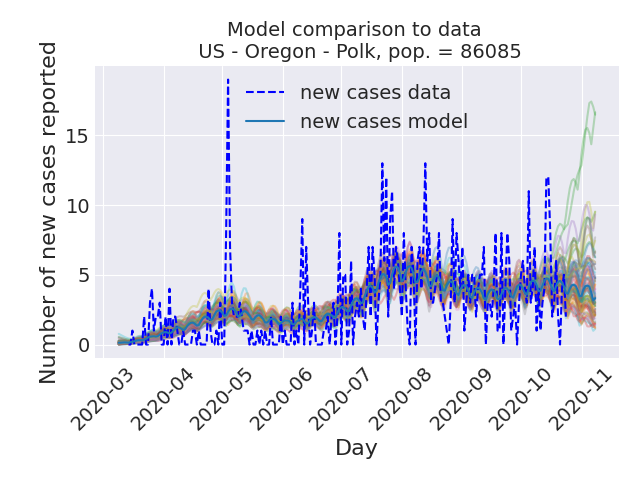 Model comparison to data
US - Oregon - Polk, pop. = 86085
new cases data
new cases model
Number of new cases reported
15
10
5
0
2020-03
2020-04
2020-05
2020-06
2020-07
2020-08
2020-09
2020-10
2020-11
Day